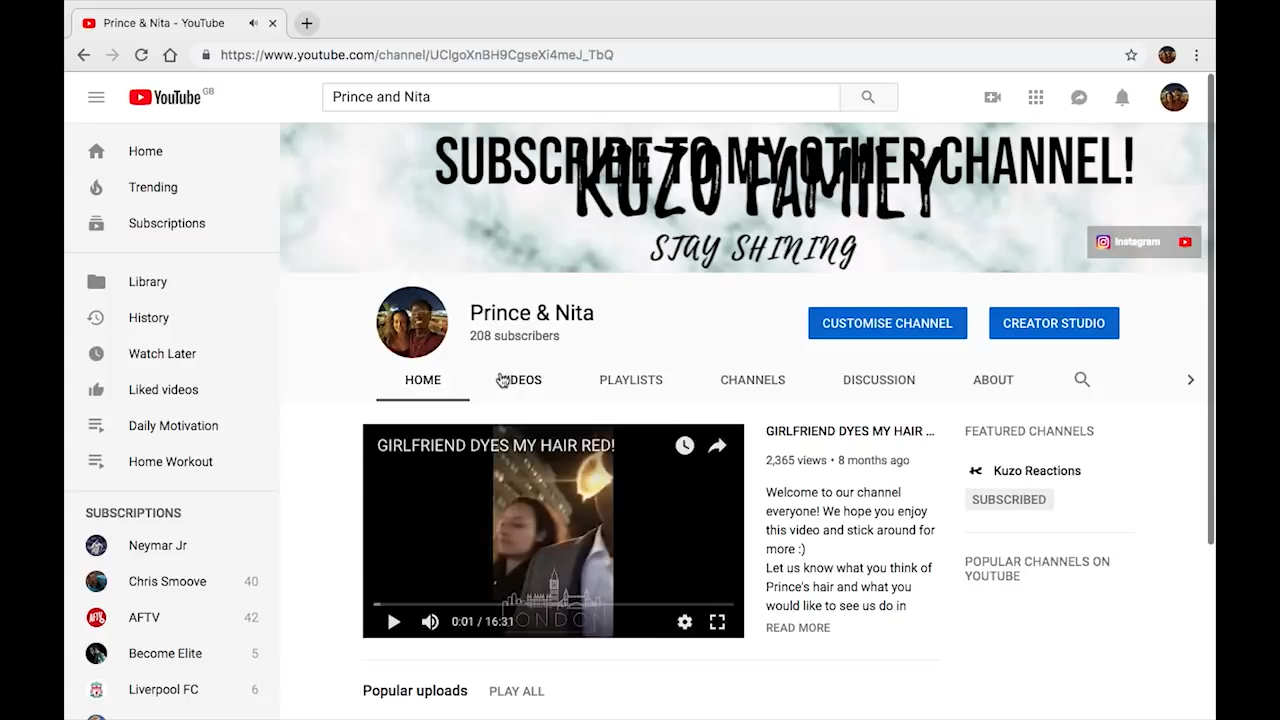 Prince & Nita - YouTube
https://www.youtube.com/channel/UClgoXnBH9CgseXi4meJ_TbQ
YouTube GB
Prince and Nita
Home
Trending
Subscriptions
Library
History
Watch Later
Liked videos
Daily Motivation
Home Workout
SUBSCRIPTIONS
Neymar Jr
Chris Smoove 40
AFTV 42
Become Elite 5
Liverpool FC 6
SUBSCRIBE TO MY OTHER CHANNEL!
KUZO FAMILY
STAY SHINING
Instagram
Prince & Nita
208 subscribers
CUSTOMISE CHANNEL
CREATOR STUDIO
HOME
VIDEOS
PLAYLISTS
CHANNELS
DISCUSSION
ABOUT
GIRLFRIEND DYES MY HAIR RED!
LONDON
0:01 / 16:31
GIRLFRIEND DYES MY HAIR ...
2,365 views • 8 months ago
Welcome to our channel
everyone! We hope you enjoy
this video and stick around for
more :)
Let us know what you think of
Prince's hair and what you
would like to see us do in
READ MORE
FEATURED CHANNELS
Kuzo Reactions
SUBSCRIBED
POPULAR CHANNELS ON
YOUTUBE
Popular uploads PLAY ALL